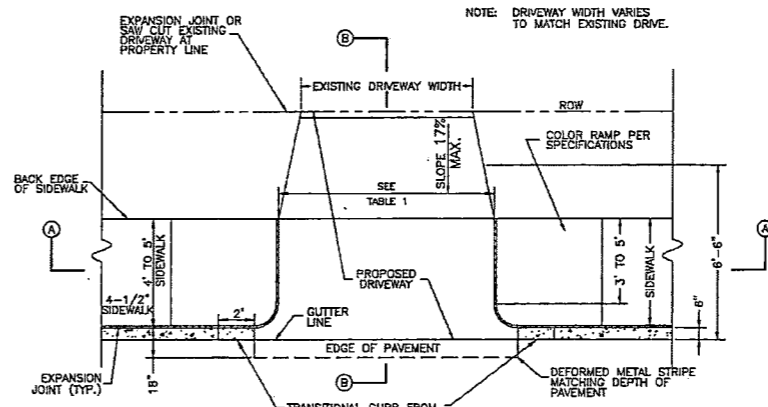 EXPANSION JOINT OR
SAW CUT EXISTING
DRIVEWAY AT
PROPERTY LINE
NOTE: DRIVEWAY WIDTH VARIES
TO MATCH EXISTING DRIVE.
B
EXISTING DRIVEWAY WIDTH
ROW
COLOR RAMP PER
SPECIFICATIONS
SLOPE 17%
MAX.
BACK EDGE
OF SIDEWALK
SEE
TABLE 1
A
A
4' TO 5'
SIDEWALK
3' TO 5'
SIDEWALK
6'-6"
4-1/2"
SIDEWALK
2'
PROPOSED
DRIVEWAY
GUTTER
LINE
6"
EDGE OF PAVEMENT
EXPANSION
JOINT (TYP.)
18"
B
DEFORMED METAL STRIPE
MATCHING DEPTH OF
PAVEMENT
TRANSITIONAL CURB FROM